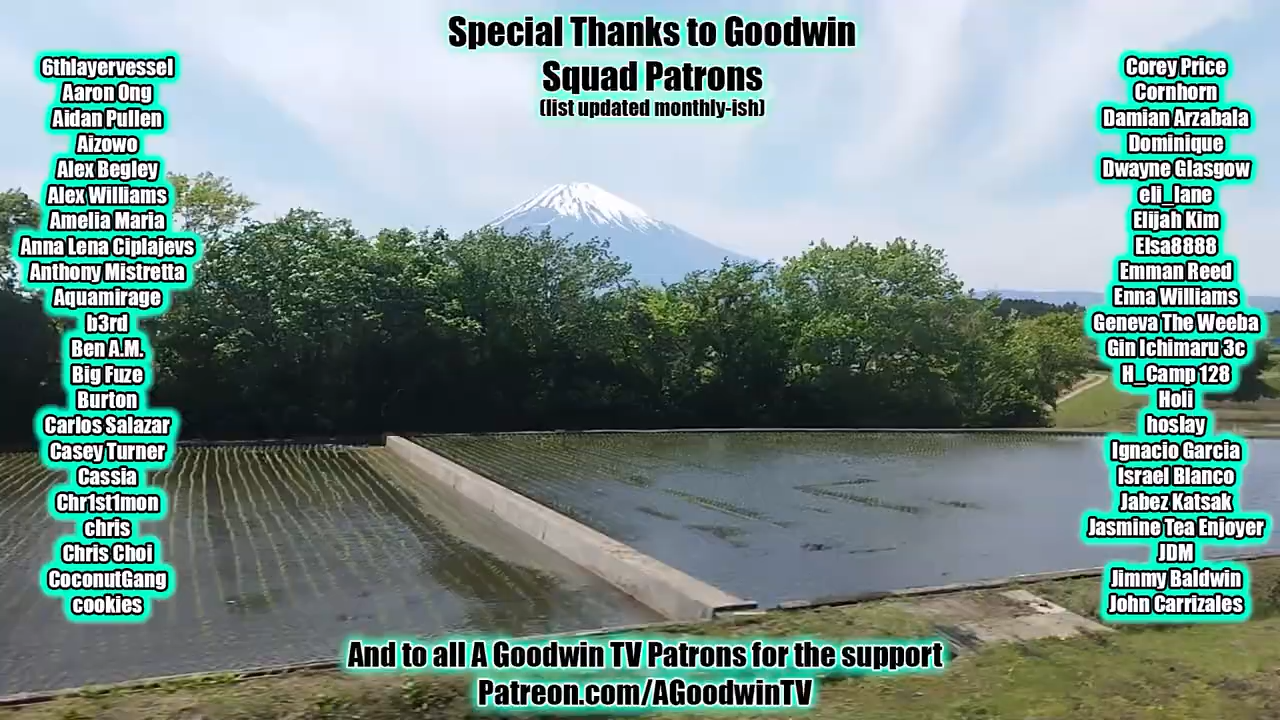 Special Thanks to Goodwin
Squad Patrons
(list updated monthly-ish)
6thlayervessel
Aaron Ong
Aidan Pullen
Aizowo
Alex Begley
Alex Williams
Amelia Maria
Anna Lena Ciplajevs
Anthony Mistretta
Aquamirage
b3rd
Ben A.M.
Big Fuze
Burton
Carlos Salazar
Casey Turner
Cassia
Chr1st1mon
chris
Chris Choi
CoconutGang
cookies
Corey Price
Cornhorn
Damian Arzabala
Dominique
Dwayne Glasgow
eli_lane
Elijah Kim
Elsa8888
Emman Reed
Enna Williams
Geneva The Weeba
Gin Ichimaru 3c
H_Camp 128
Holi
hoslay
Ignacio Garcia
Israel Blanco
Jabez Katsak
Jasmine Tea Enjoyer
JDM
Jimmy Baldwin
John Carrizales
And to all A Goodwin TV Patrons for the support
Patreon.com/AGoodwinTV